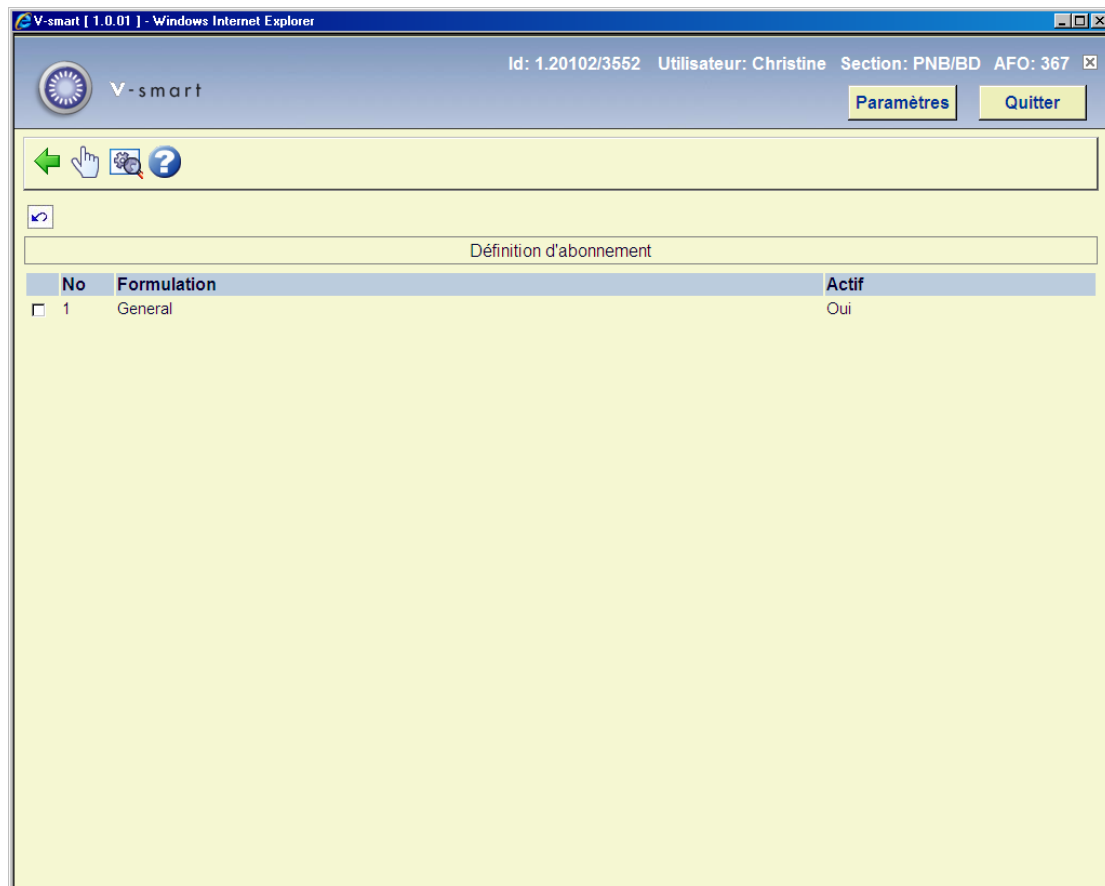 V-smart [ 1.0.01 ] - Windows Internet Explorer
Id: 1.20102/3552 Utilisateur: Christine Section: PNB/BD AFO: 367
V-smart
Paramètres Quitter
Définition d'abonnement
No Formulation Actif
1 General Oui